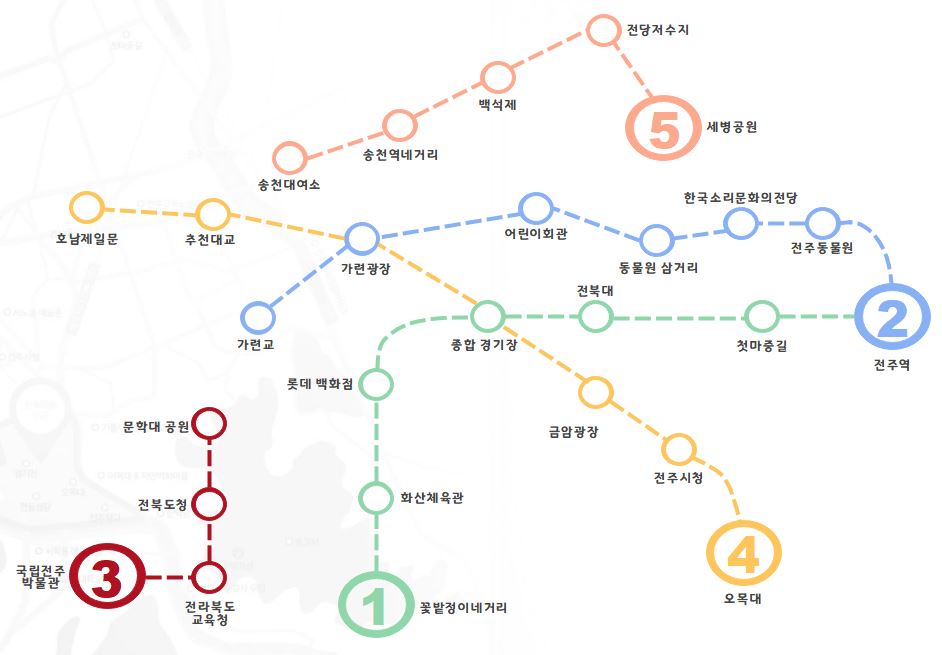 전당저수지
백석제
5
세병공원
송천역네거리
송천대여소
한국소리문화의전당
호남제일문
추천대교
어린이회관
전주동물원
가련광장
동물원 삼거리
전북대
2
가련교
종합 경기장
첫마중길
전주역
롯데 백화점
문학대 공원
금암광장
전주시청
전북도청
화산체육관
4
국립전주
박물관
3
전라북도
교육청
1
꽃밭정이네거리
오목대